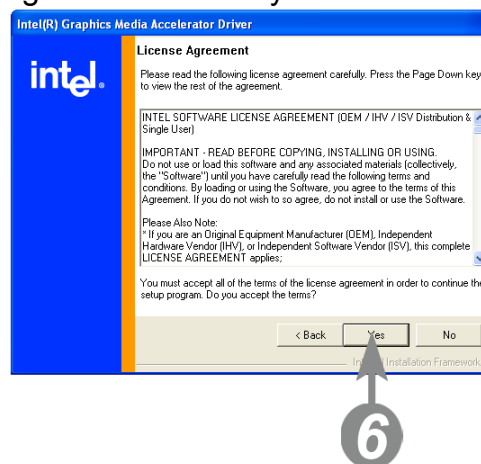 Intel(R) Graphics Media Accelerator Driver
intel®
License Agreement
Please read the following license agreement carefully. Press the Page Down key
to view the rest of the agreement.
INTEL SOFTWARE LICENSE AGREEMENT (OEM / IHV / ISV Distribution &
Single User)
IMPORTANT - READ BEFORE COPYING, INSTALLING OR USING.
Do not use or load this software and any associated materials (collectively,
the "Software") until you have carefully read the following terms and
conditions. By loading or using the Software, you agree to the terms of this
Agreement. If you do not wish to so agree, do not install or use the Software.
Please Also Note:
* If you are an Original Equipment Manufacturer (OEM), Independent
Hardware Vendor (IHV), or Independent Software Vendor (ISV), this complete
LICENSE AGREEMENT applies;
You must accept all of the terms of the license agreement in order to continue the
setup program. Do you accept the terms?
< Back Yes No
Installation Framework
6